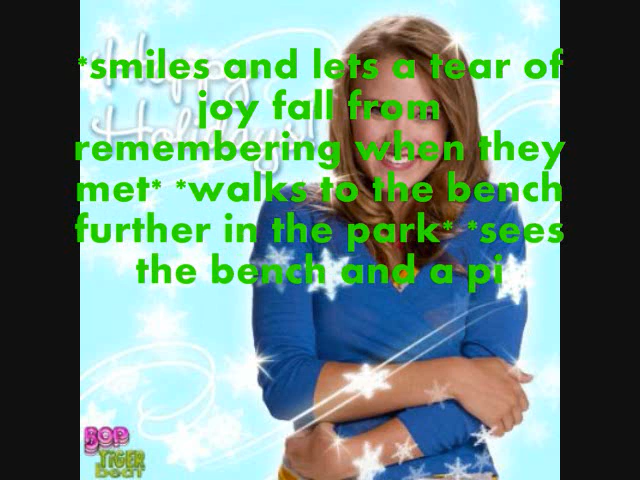 Happy
Holidays!
*smiles and lets a tear of
joy fall from
remembering when they
met* *walks to the bench
further in the park* *sees
the bench and a pi
BOP
TIGER
BEAT